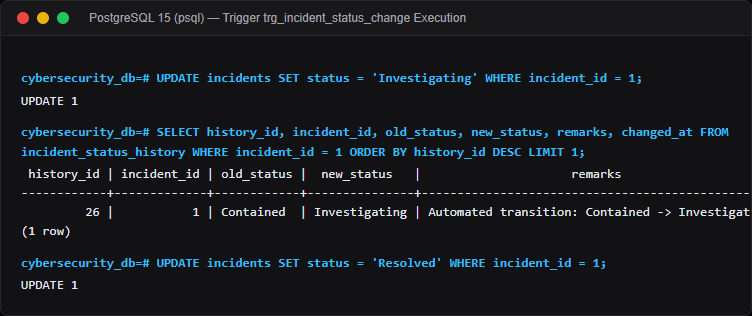 PostgreSQL 15 (psql) — Trigger trg_incident_status_change Execution
cybersecurity_db=# UPDATE incidents SET status = 'Investigating' WHERE incident_id = 1;
UPDATE 1
cybersecurity_db=# SELECT history_id, incident_id, old_status, new_status, remarks, changed_at FROM
incident_status_history WHERE incident_id = 1 ORDER BY history_id DESC LIMIT 1;
 history_id | incident_id | old_status |  new_status   |                     remarks
------------+-------------+------------+---------------+----------------------------------------------
         26 |           1 | Contained  | Investigating | Automated transition: Contained -> Investigat
(1 row)
cybersecurity_db=# UPDATE incidents SET status = 'Resolved' WHERE incident_id = 1;
UPDATE 1